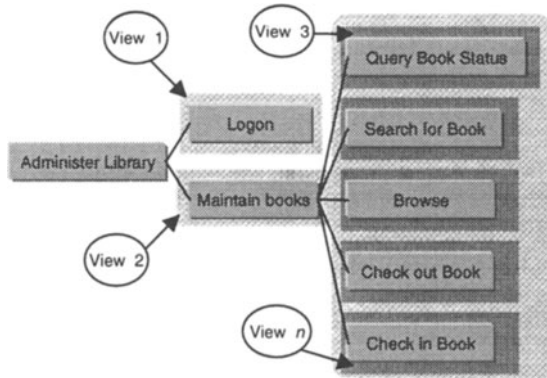 View 1
View 3
Query Book Status
Logon
Search for Book
Administer Library
Maintain books
Browse
View 2
Check out Book
View n
Check in Book